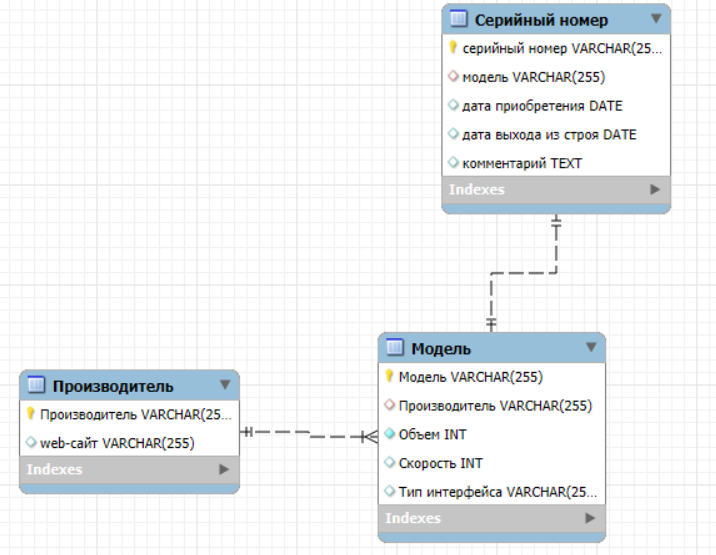 Серийный номер
серийный номер VARCHAR(25...
модель VARCHAR(255)
дата приобретения DATE
дата выхода из строя DATE
комментарий TEXT
Indexes
Производитель
Производитель VARCHAR(25...
web-сайт VARCHAR(255)
Indexes
Модель
Модель VARCHAR(255)
Производитель VARCHAR(255)
Объем INT
Скорость INT
Тип интерфейса VARCHAR(25...
Indexes